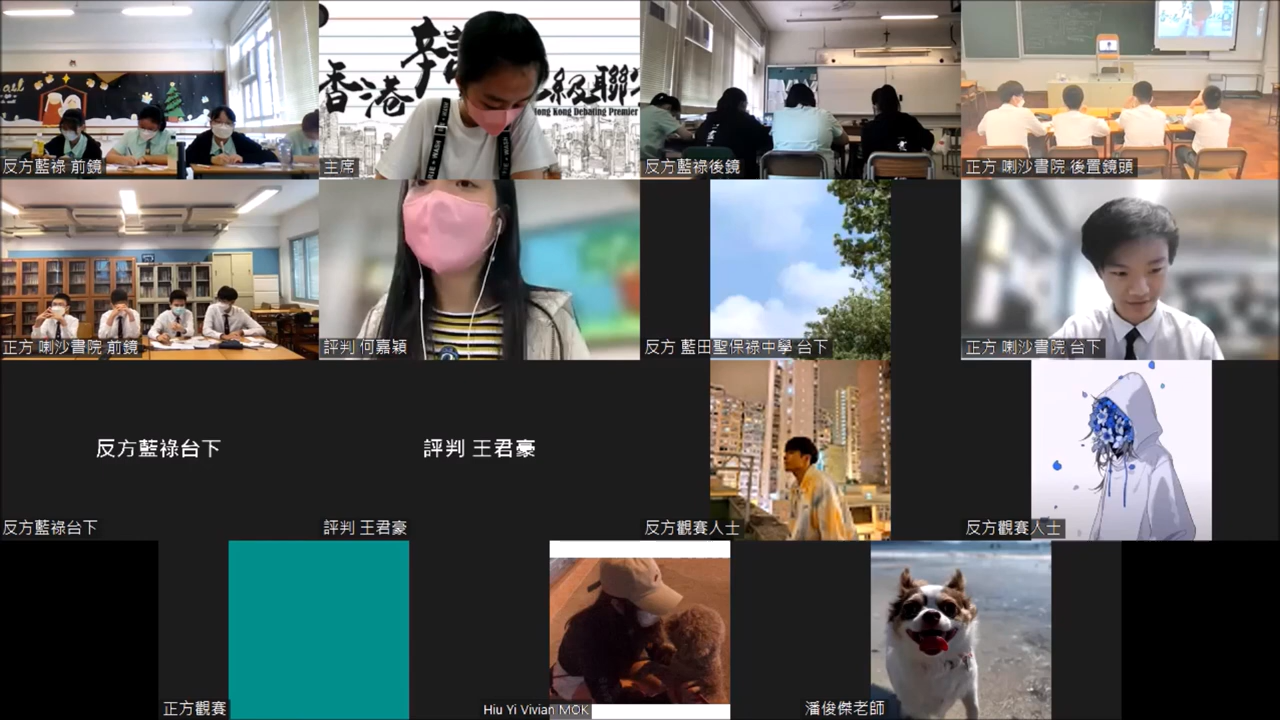 反方藍祿 前鏡
香港辯
級聯
Hong Kong Debating Premier
主席
反方藍祿後鏡
正方 喇沙書院 後置鏡頭
正方 喇沙書院 前鏡
評判 何嘉穎
反方 藍田聖保祿中學 台下
正方 喇沙書院 台下
反方藍祿台下
評判 王君豪
反方藍祿台下
評判 王君豪
反方觀賽人士
反方觀賽人士
正方觀賽
Hiu Yi Vivian MOK
潘俊傑老師